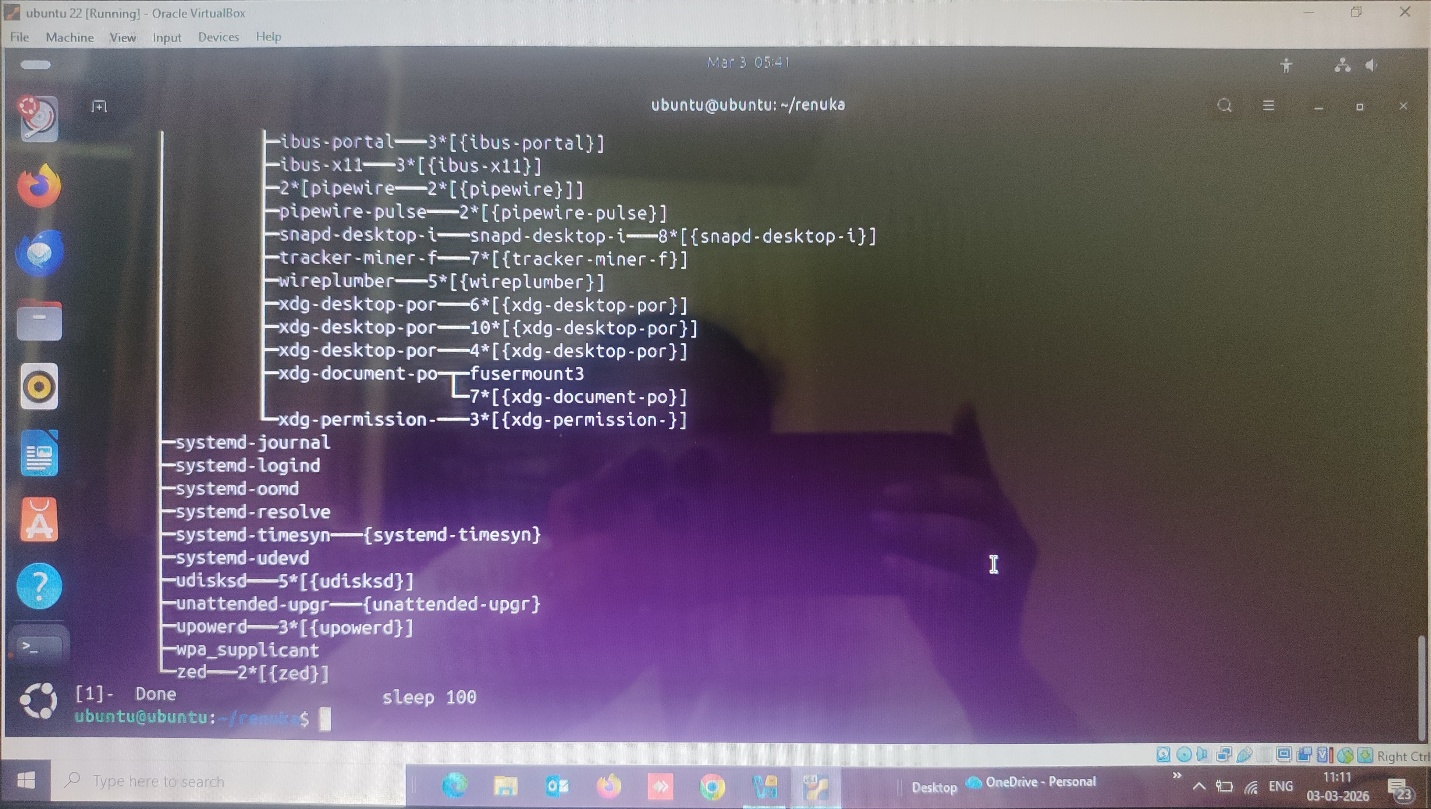 ubuntu 22 [Running] - Oracle VirtualBox
File Machine View Input Devices Help
Mar 3 05:41
ubuntu@ubuntu: ~/renuka
├─ibus-portal───3*[{ibus-portal}]
├─ibus-x11───3*[{ibus-x11}]
├─2*[pipewire───2*[{pipewire}]]
├─pipewire-pulse───2*[{pipewire-pulse}]
├─snapd-desktop-i───snapd-desktop-i───8*[{snapd-desktop-i}]
├─tracker-miner-f───7*[{tracker-miner-f}]
├─wireplumber───5*[{wireplumber}]
├─xdg-desktop-por───6*[{xdg-desktop-por}]
├─xdg-desktop-por───10*[{xdg-desktop-por}]
├─xdg-desktop-por───4*[{xdg-desktop-por}]
├─xdg-document-po─┬─fusermount3
└─7*[{xdg-document-po}]
└─xdg-permission-───3*[{xdg-permission-}]
├─systemd-journal
├─systemd-logind
├─systemd-oomd
├─systemd-resolve
├─systemd-timesyn───{systemd-timesyn}
├─systemd-udevd
├─udisksd───5*[{udisksd}]
├─unattended-upgr───{unattended-upgr}
├─upowerd───3*[{upowerd}]
├─wpa_supplicant
└─zed───2*[{zed}]
[1]- Done sleep 100
ubuntu@ubuntu:~/renuka$
Right Ctrl
Type here to search
Desktop
OneDrive - Personal
ENG
11:11
03-03-2026
23